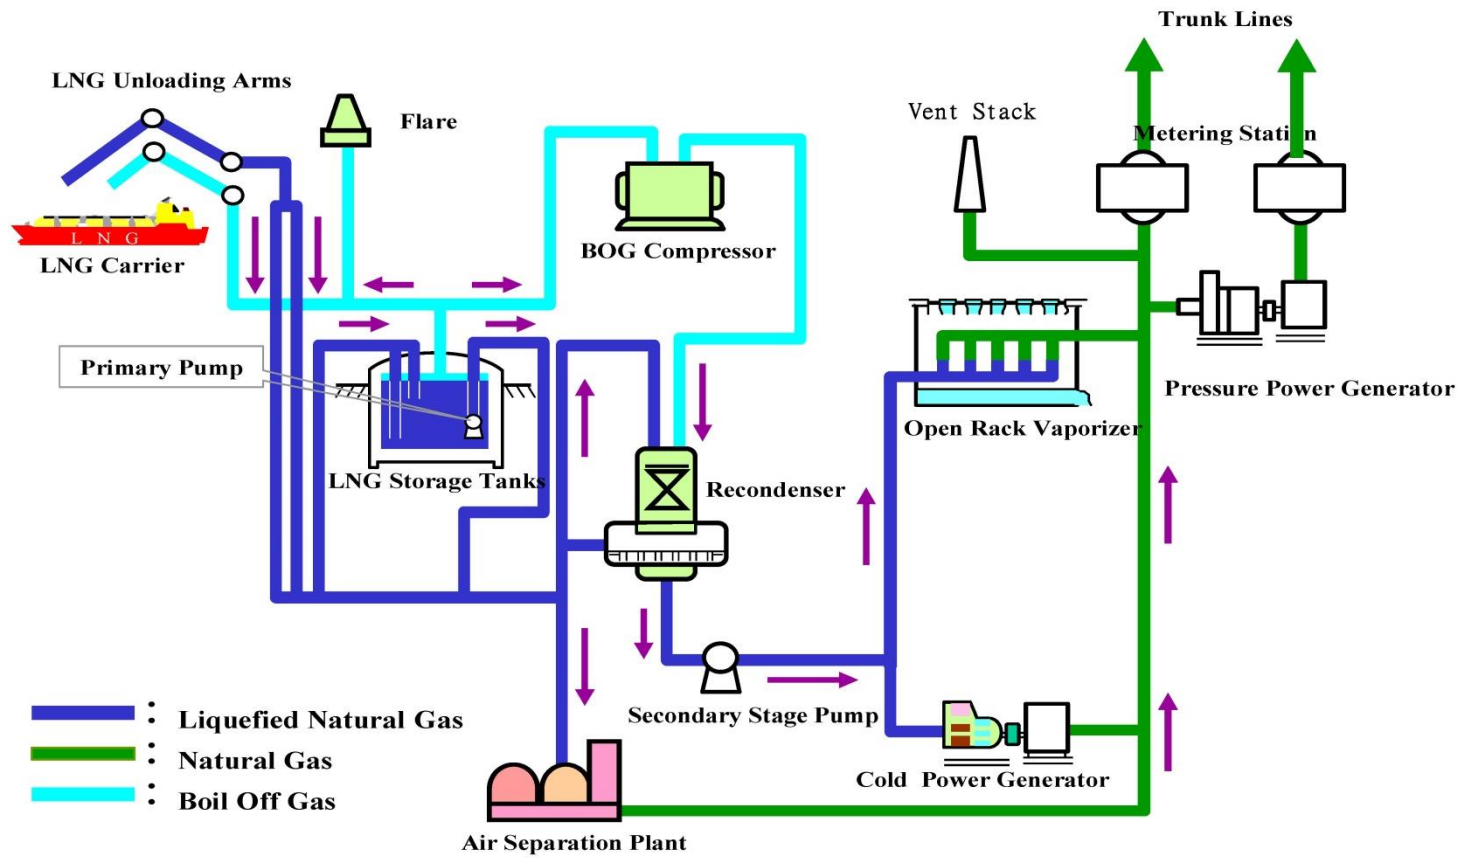 Trunk Lines
LNG Unloading Arms
Flare
Vent Stack
Metering Station
L N G
LNG Carrier
BOG Compressor
Primary Pump
Pressure Power Generator
Open Rack Vaporizer
LNG Storage Tanks
Recondenser
Secondary Stage Pump
Cold Power Generator
: Liquefied Natural Gas
: Natural Gas
: Boil Off Gas
Air Separation Plant